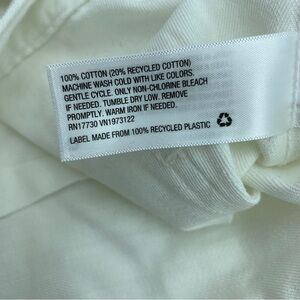 100% COTTON (20% RECYCLED COTTON)
MACHINE WASH COLD WITH LIKE COLORS.
GENTLE CYCLE. ONLY NON-CHLORINE BLEACH
IF NEEDED. TUMBLE DRY LOW. REMOVE
PROMPTLY. WARM IRON IF NEEDED.
RN17730 VN1973122
LABEL MADE FROM 100% RECYCLED PLASTIC